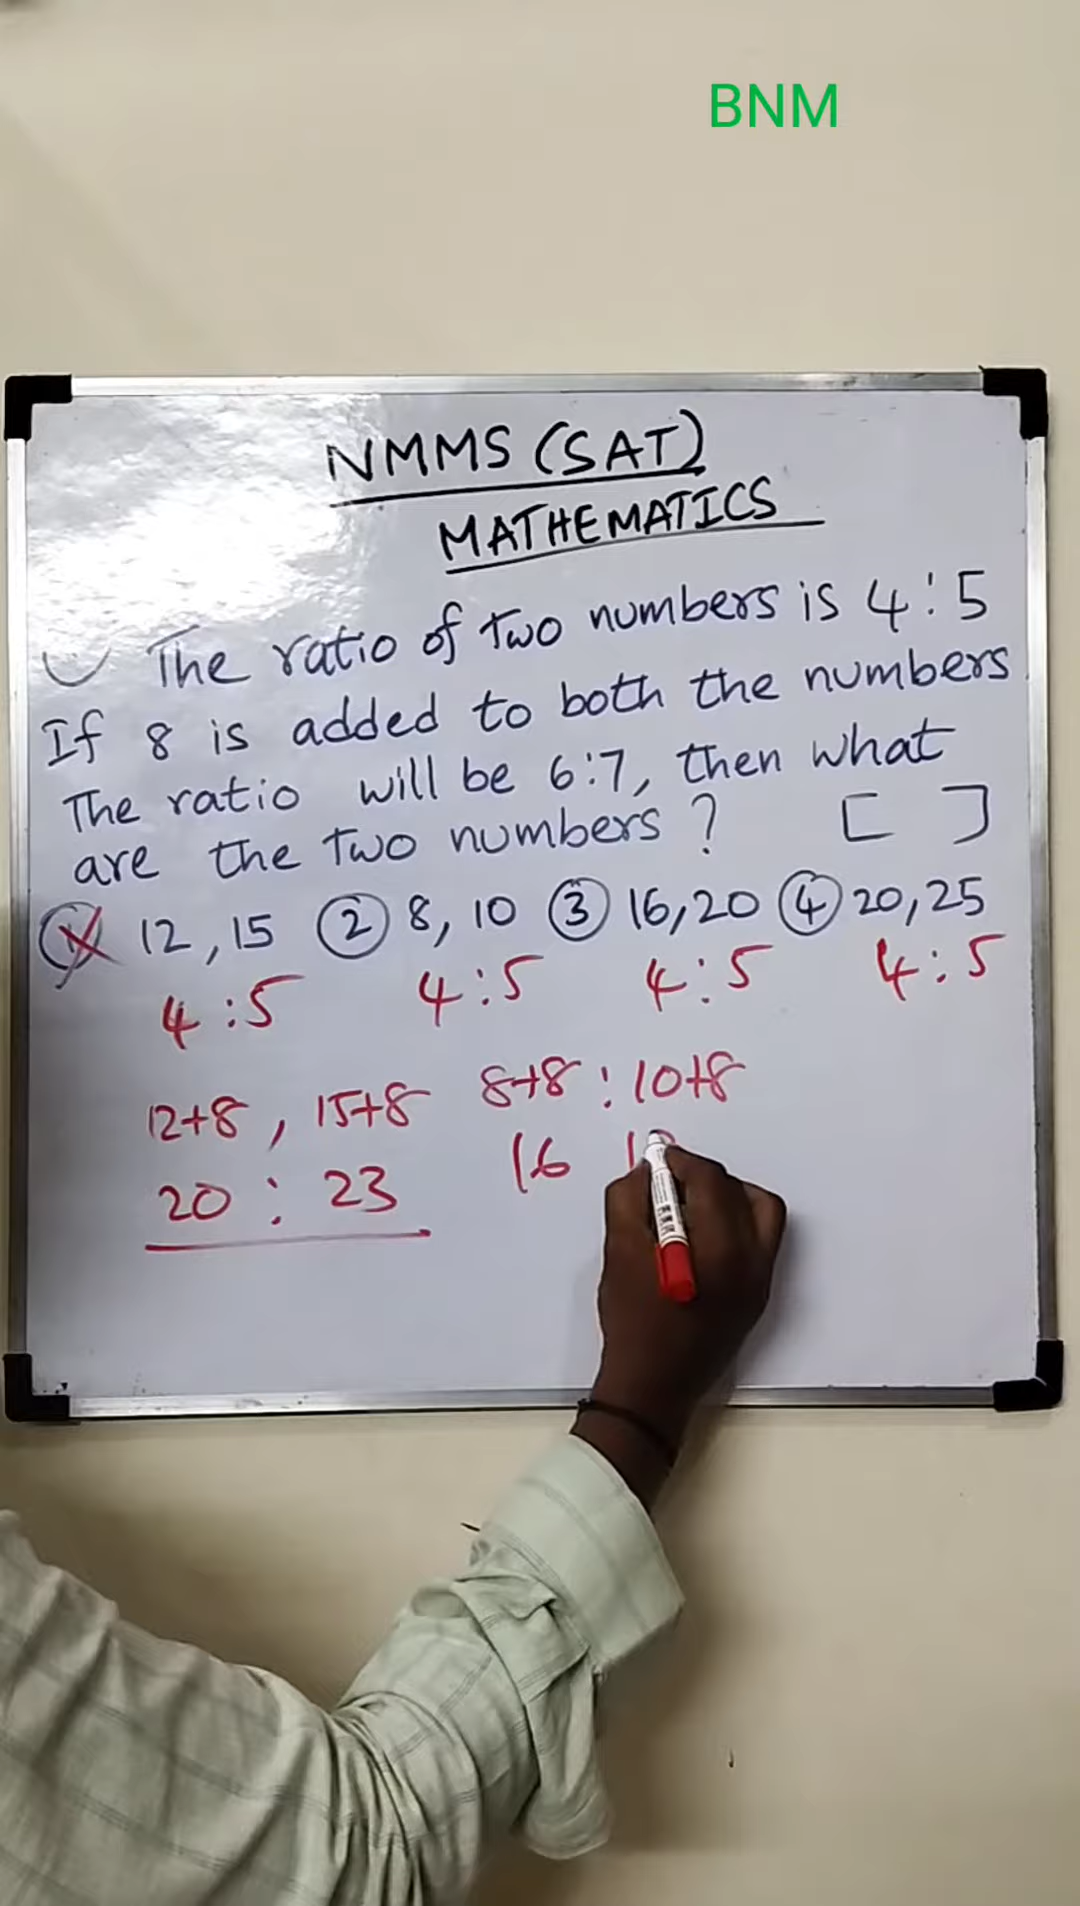 BNM
NMMS (SAT)
MATHEMATICS
The ratio of two numbers is 4:5
If 8 is added to both the numbers
The ratio will be 6:7, then what
are the two numbers? [ ]
① 12, 15 ② 8, 10 ③ 16, 20 ④ 20, 25
4:5 4:5 4:5 4:5
12+8, 15+8 8+8 : 10+8
20 : 23 16